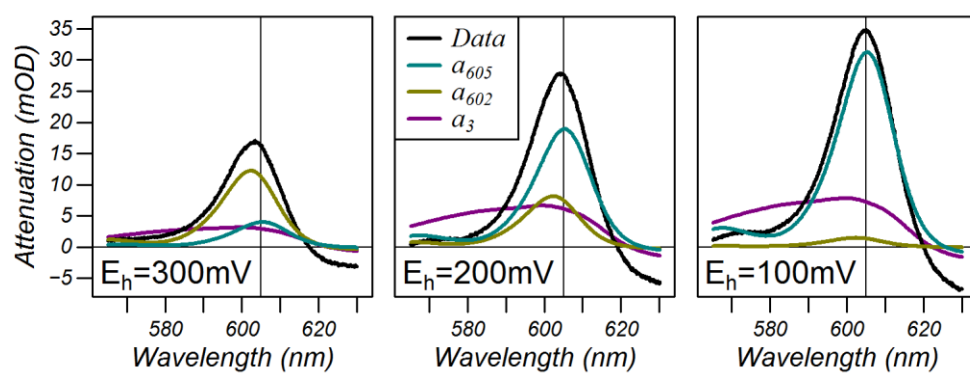 Attenuation (mOD)
35
30
25
20
15
10
5
0
-5
Data
a605
a602
a3
Eh=300mV
Eh=200mV
Eh=100mV
580 600 620
580 600 620
580 600 620
Wavelength (nm)
Wavelength (nm)
Wavelength (nm)